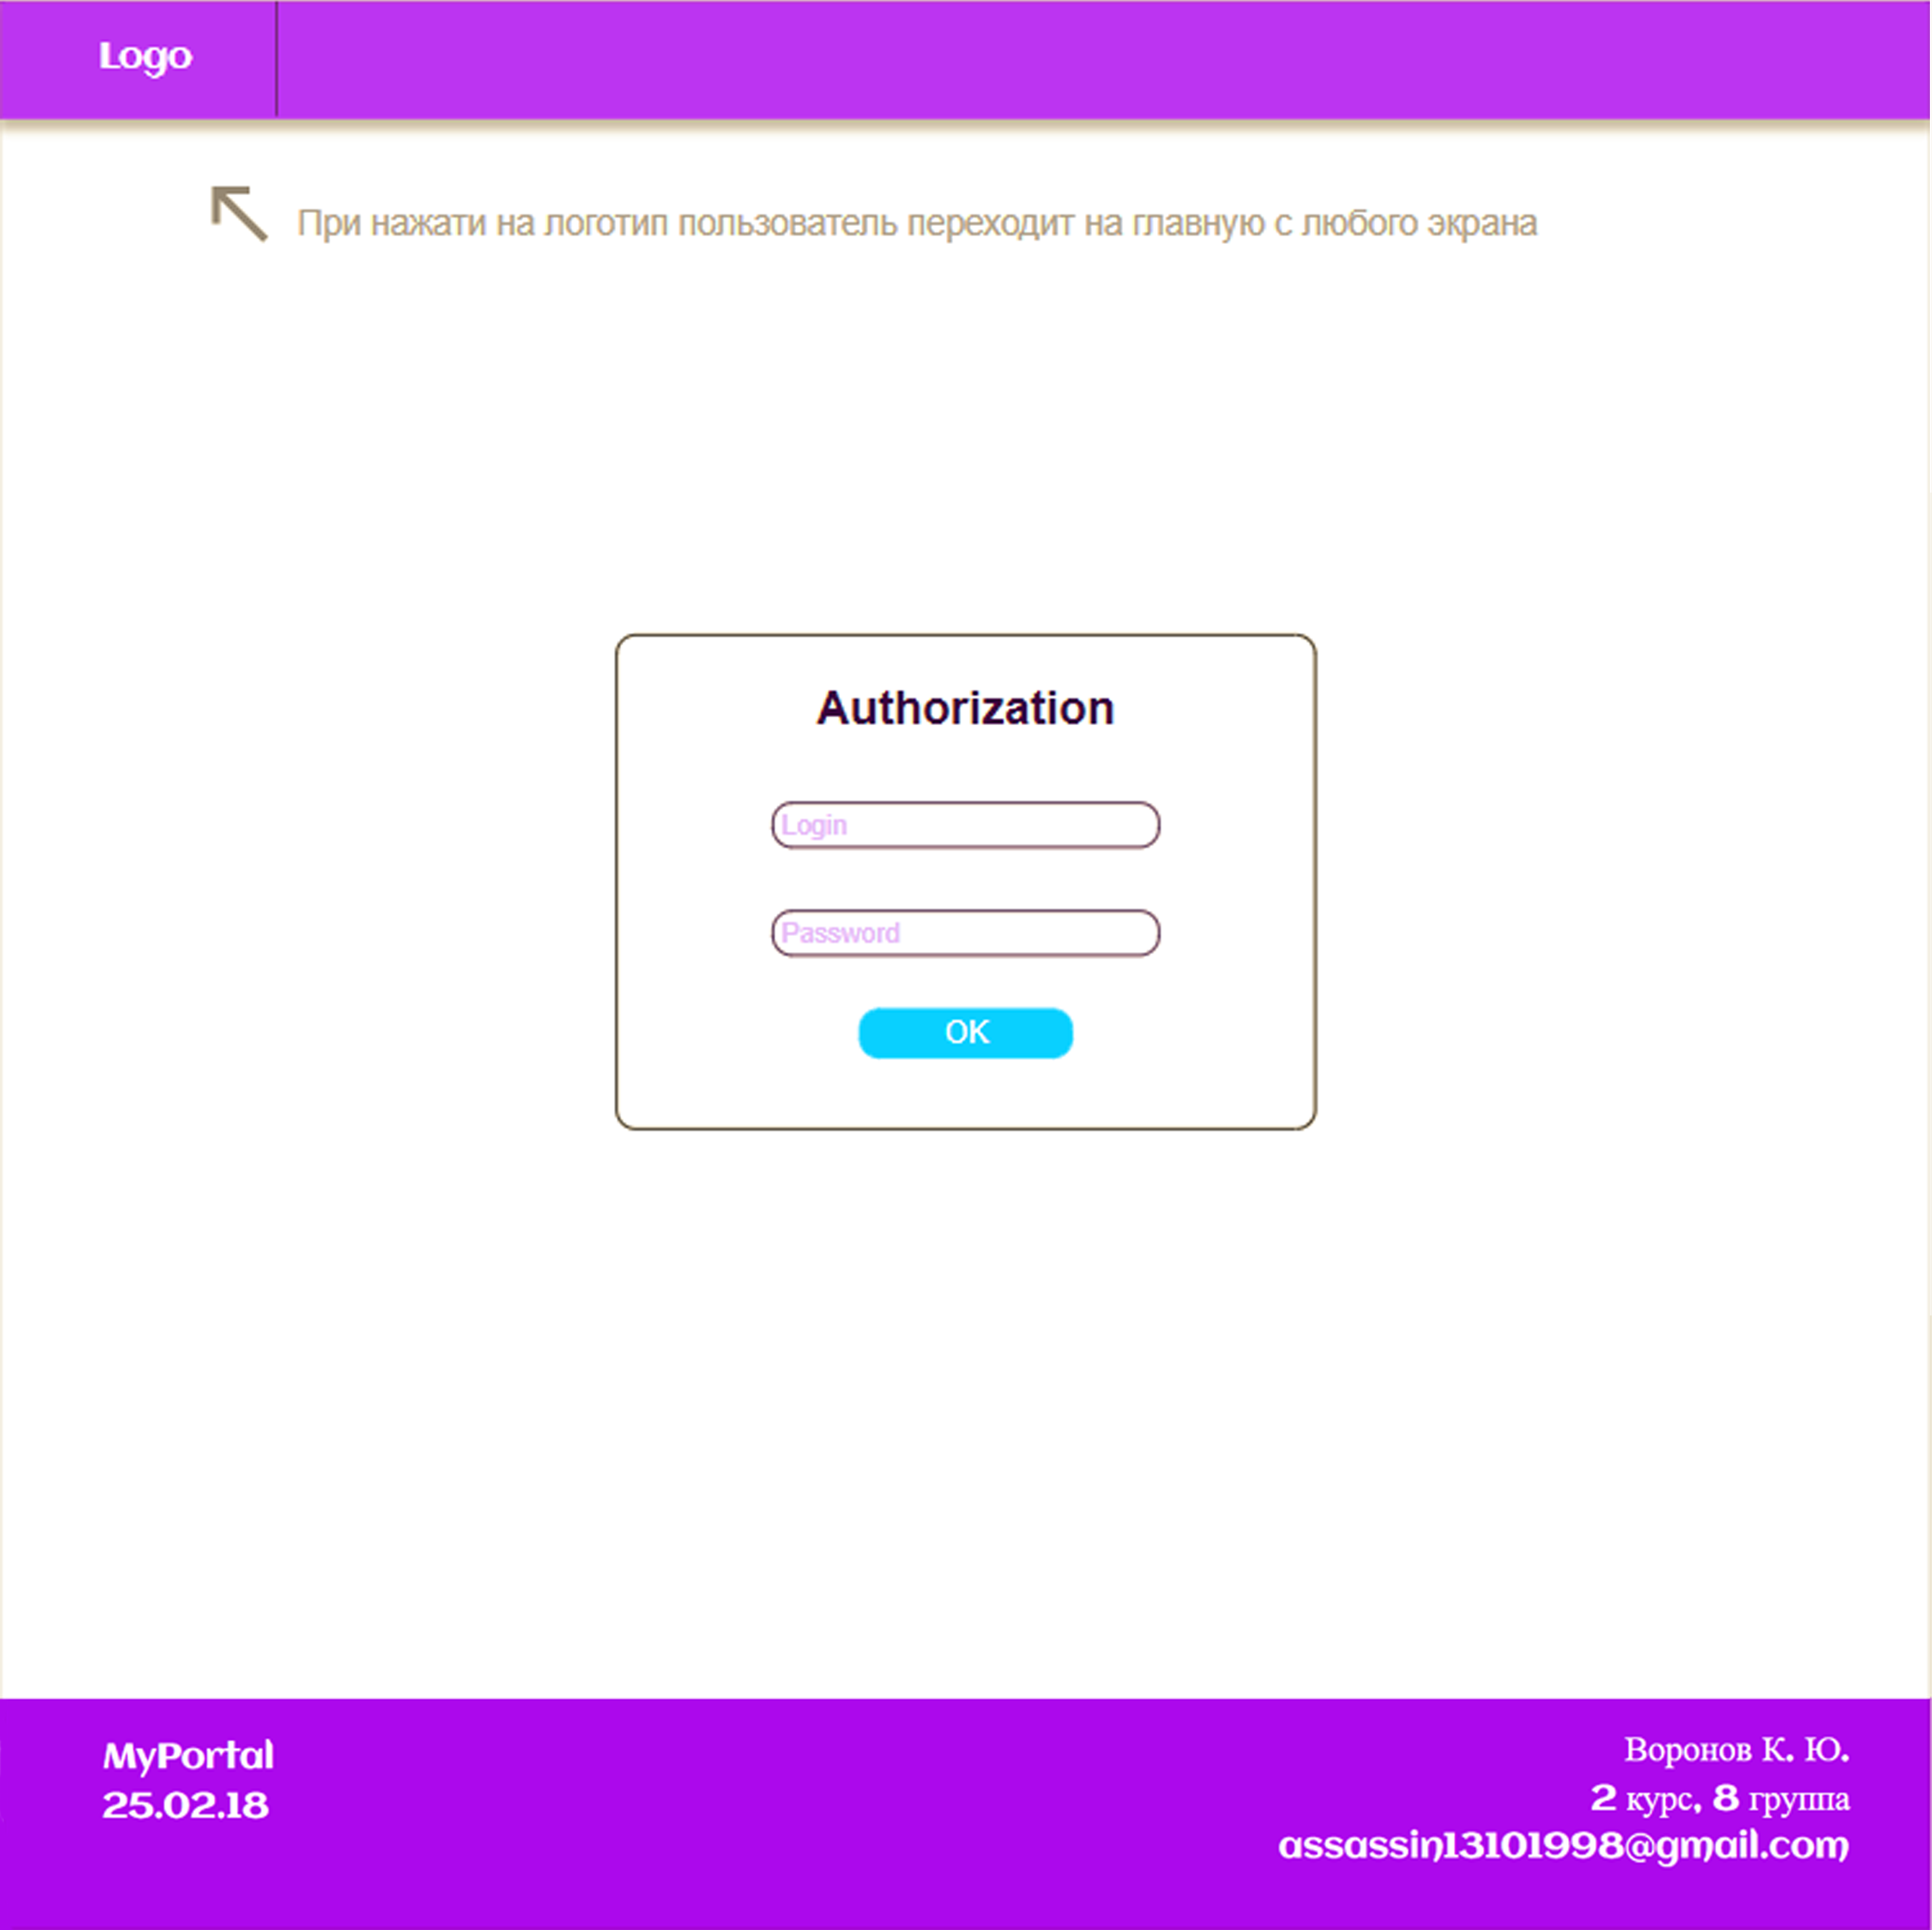 Logo
При нажати на логотип пользователь переходит на главную с любого экрана
Authorization
Login
Password
OK
MyPortal
25.02.18
Воронов К. Ю.
2 курс, 8 группа
assassin13101998@gmail.com